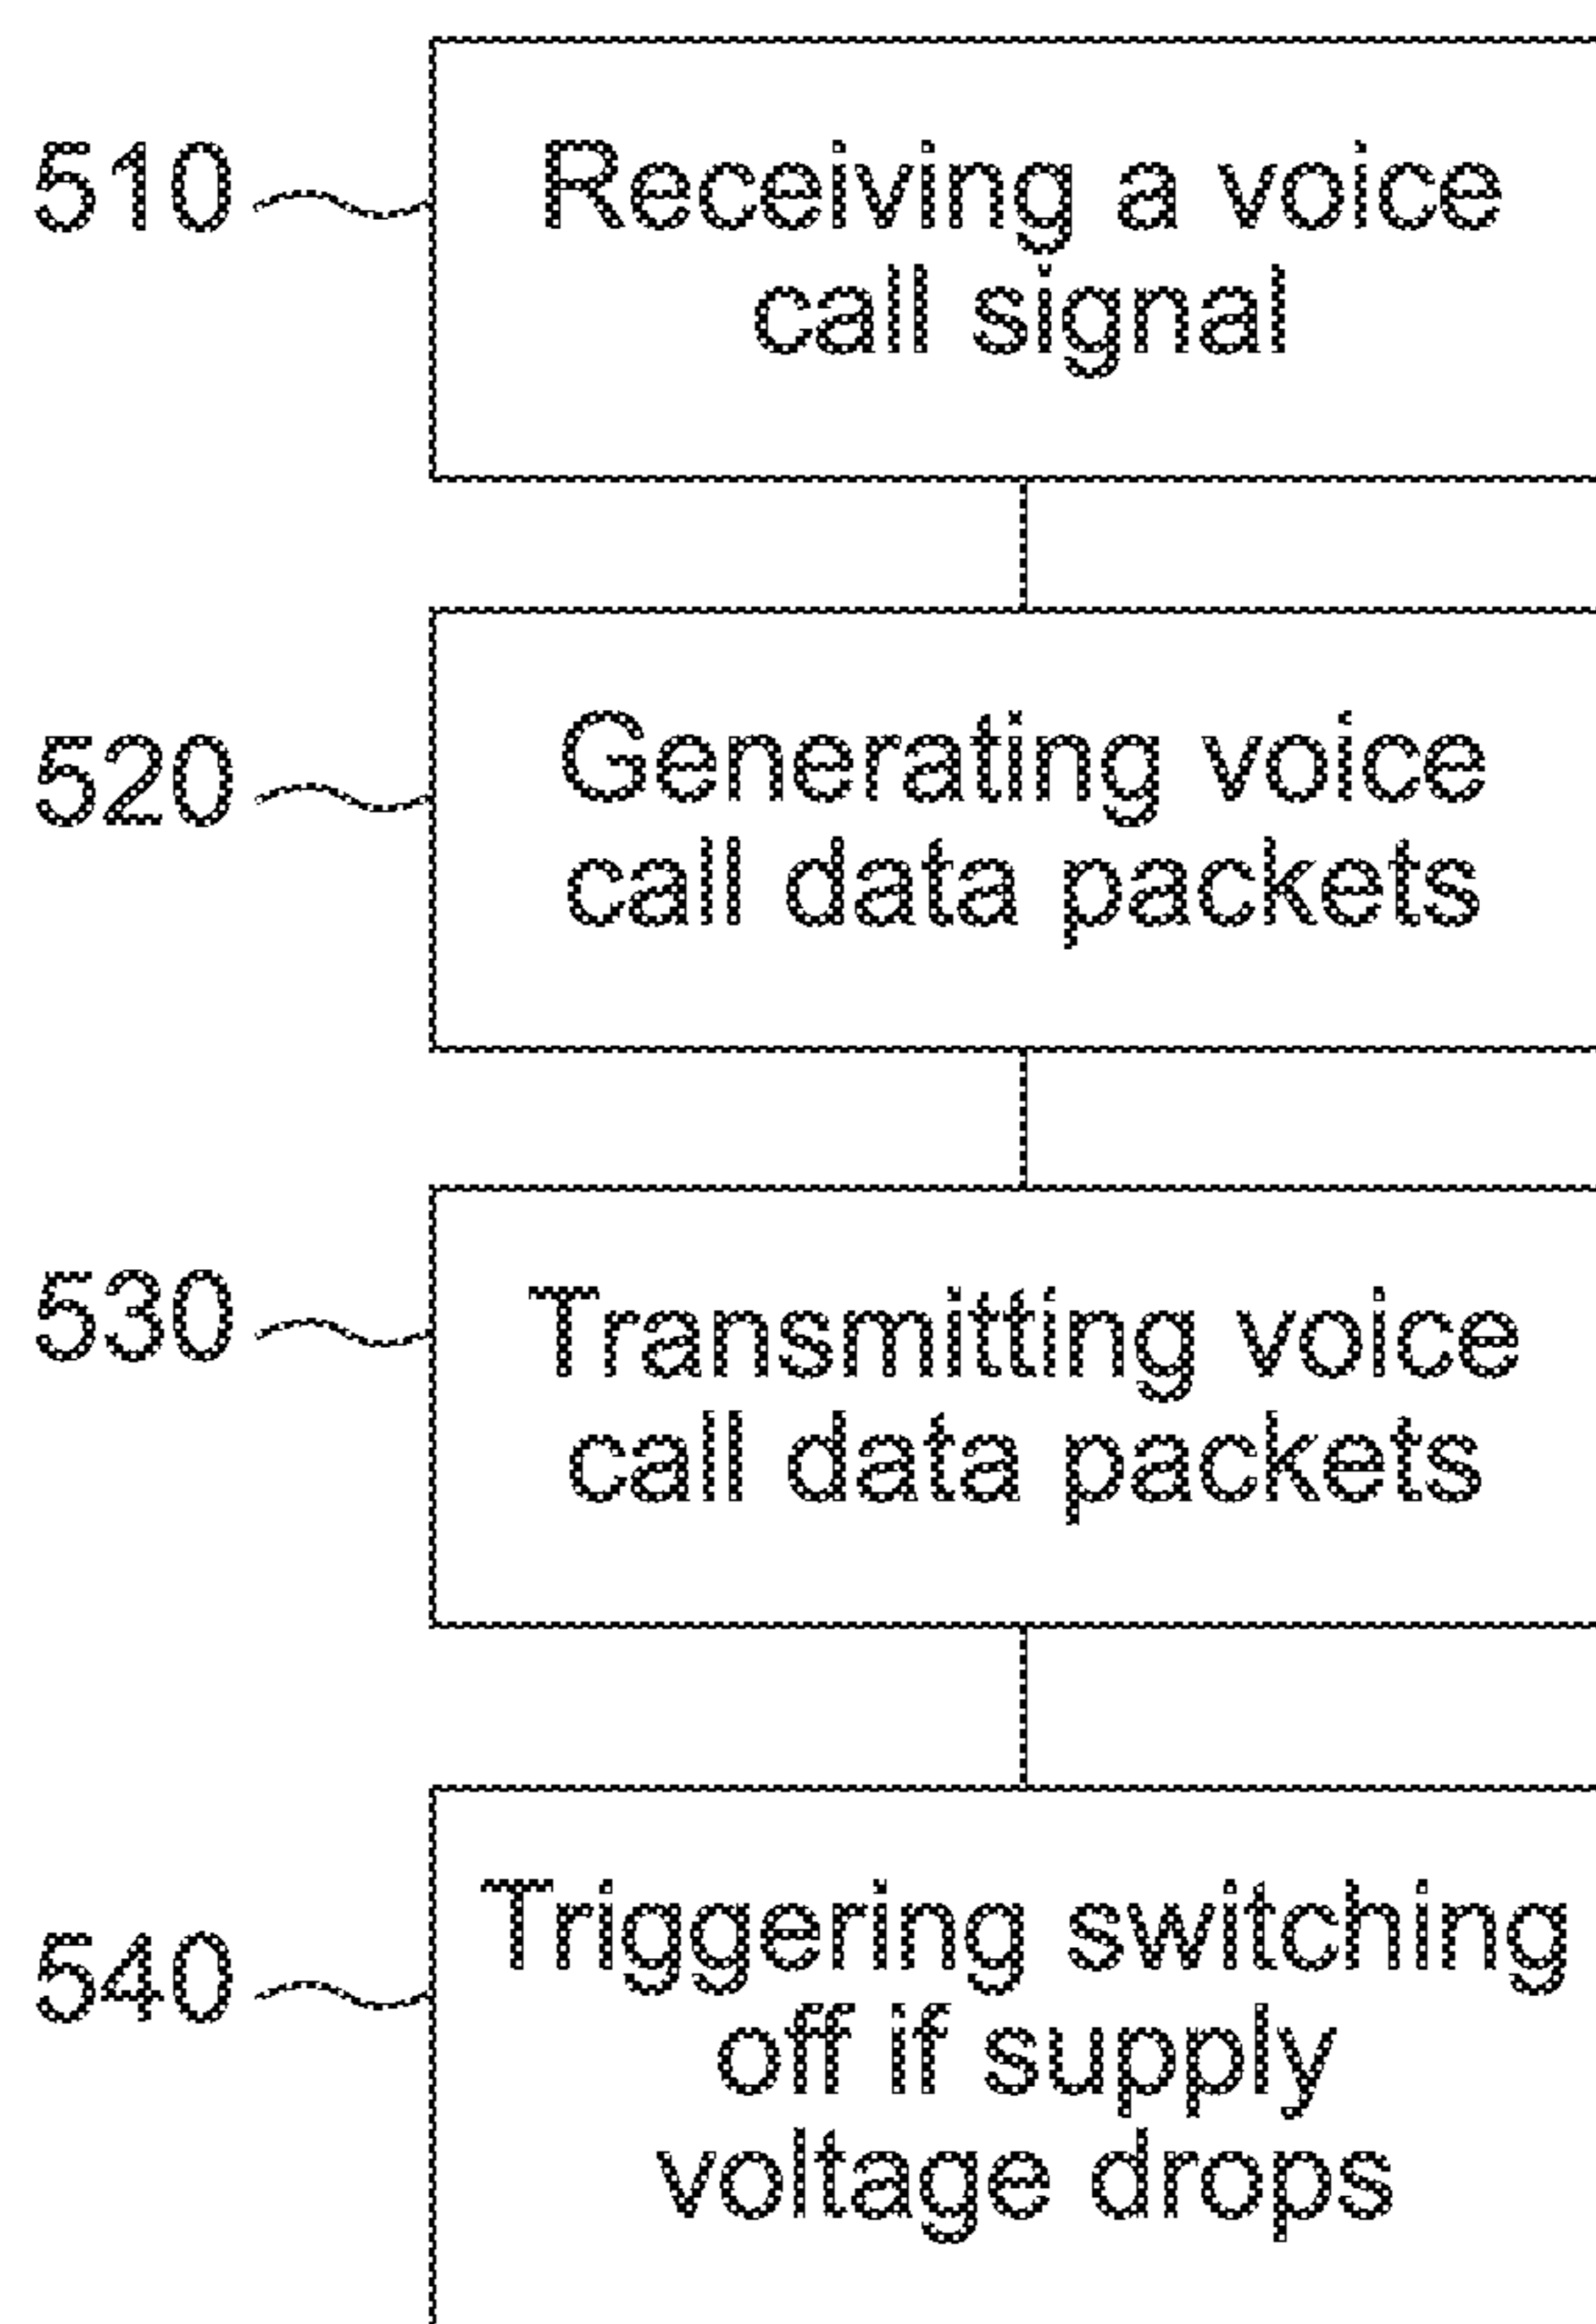 510
Receiving a voice
call signal
520
Generating voice
call data packets
530
Transmitting voice
call data packets
540
Triggering switching
off if supply
voltage drops